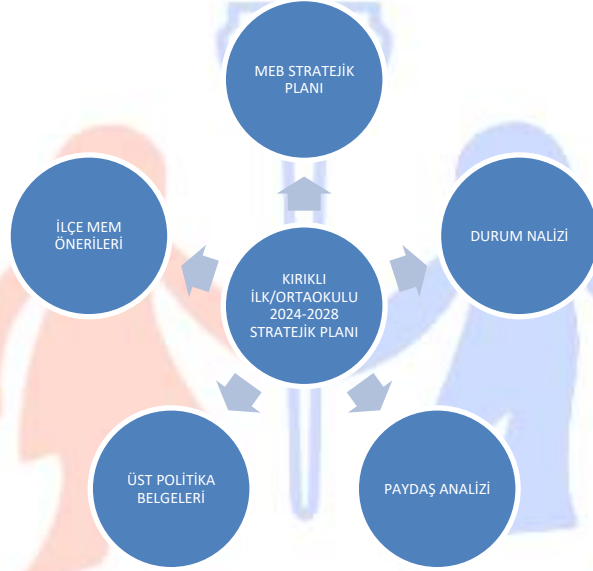 MEB STRATEJİK
PLANI
İLÇE MEM
ÖNERİLERİ
DURUM NALİZİ
KIRIKLI
İLK/ORTAOKULU
2024-2028
STRATEJİK PLANI
ÜST POLİTİKA
BELGELERİ
PAYDAŞ ANALİZİ